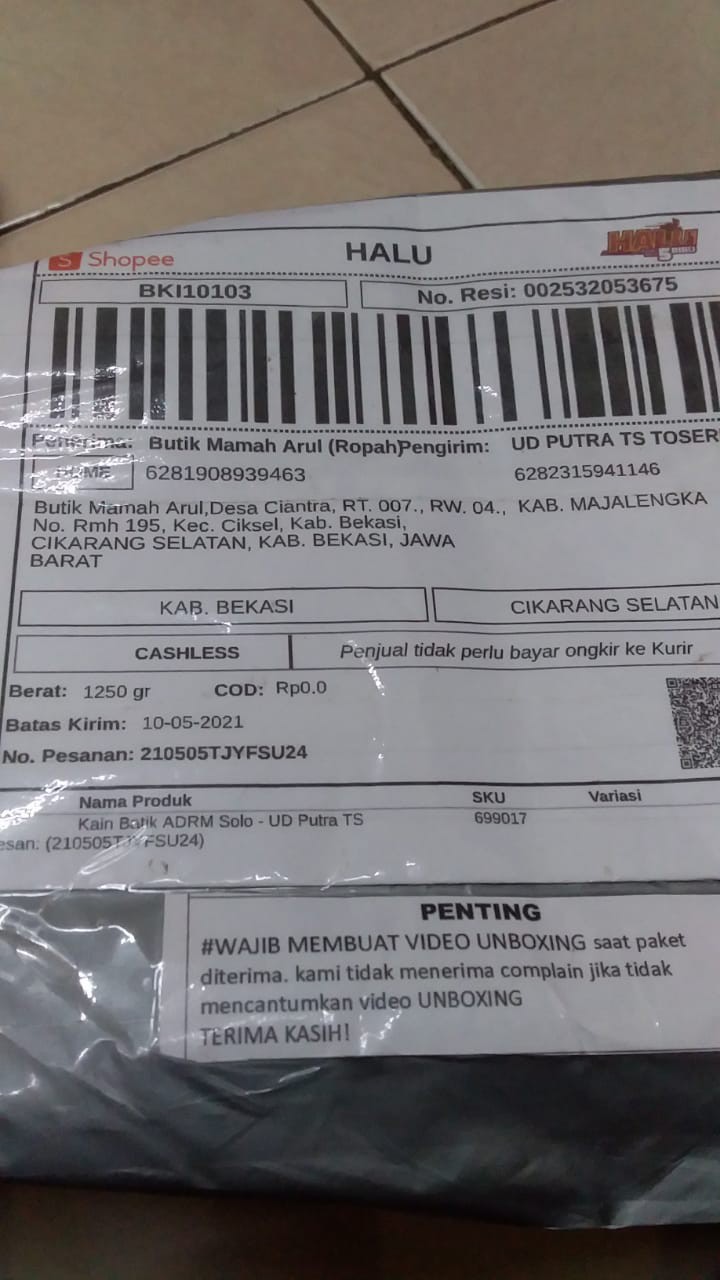 Shopee
HALU
HALU
BKI10103
No. Resi: 002532053675
Penerima: Butik Mamah Arul (Ropah)
Pengirim: UD PUTRA TS TOSER
HOME
6281908939463
6282315941146
Butik Mamah Arul,Desa Ciantra, RT. 007., RW. 04.,
No. Rmh 195, Kec. Ciksel, Kab. Bekasi,
CIKARANG SELATAN, KAB. BEKASI, JAWA
BARAT
KAB. MAJALENGKA
KAB. BEKASI
CIKARANG SELATAN
CASHLESS
Penjual tidak perlu bayar ongkir ke Kurir
Berat: 1250 gr
COD: Rp0.0
Batas Kirim: 10-05-2021
No. Pesanan: 210505TJYFSU24
Nama Produk
SKU
Variasi
Kain Batik ADRM Solo - UD Putra TS
699017
esan: (210505TJYFSU24)
PENTING
#WAJIB MEMBUAT VIDEO UNBOXING saat paket
diterima. kami tidak menerima complain jika tidak
mencantumkan video UNBOXING
TERIMA KASIH!